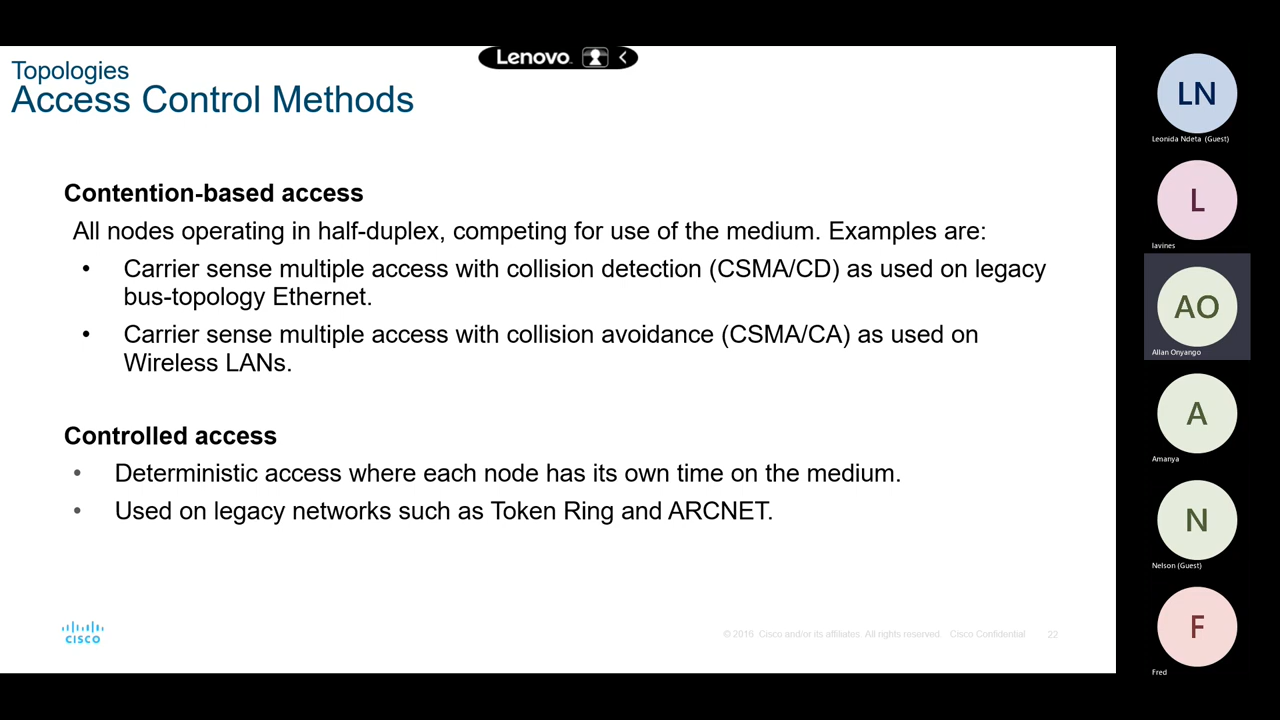 Lenovo.
Topologies
Access Control Methods
Contention-based access
All nodes operating in half-duplex, competing for use of the medium. Examples are:
• Carrier sense multiple access with collision detection (CSMA/CD) as used on legacy
bus-topology Ethernet.
• Carrier sense multiple access with collision avoidance (CSMA/CA) as used on
Wireless LANs.
Controlled access
• Deterministic access where each node has its own time on the medium.
• Used on legacy networks such as Token Ring and ARCNET.
CISCO
© 2016 Cisco and/or its affiliates. All rights reserved. Cisco Confidential 22
LN
Leonida Ndeta (Guest)
L
lavines
AO
Allan Onyango
A
Amanya
N
Nelson (Guest)
F
Fred